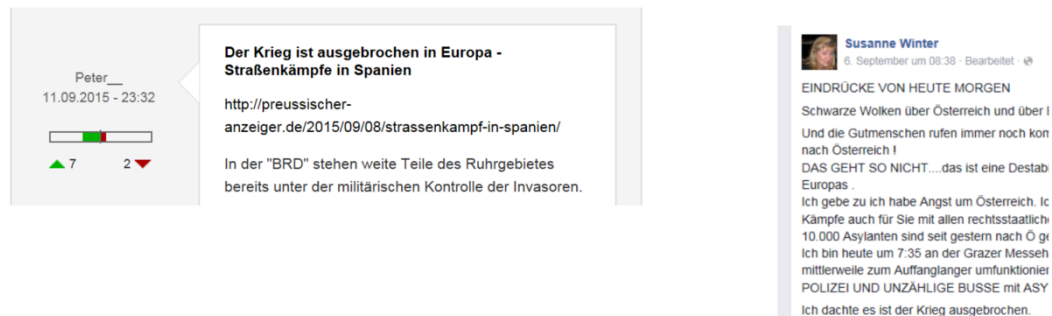 Peter__
11.09.2015 - 23:32
7 2
Der Krieg ist ausgebrochen in Europa -
Straßenkämpfe in Spanien
http://preussischer-
anzeiger.de/2015/09/08/strassenkampf-in-spanien/
In der "BRD" stehen weite Teile des Ruhrgebietes
bereits unter der militärischen Kontrolle der Invasoren.
Susanne Winter
6. September um 08:38 · Bearbeitet ·
EINDRÜCKE VON HEUTE MORGEN
Schwarze Wolken über Österreich und über
Und die Gutmenschen rufen immer noch
nach Österreich !
DAS GEHT SO NICHT....das ist eine
Europas .
Ich gebe zu ich habe Angst um Österreich.
Kämpfe auch für Sie mit allen
10.000 Asylanten sind seit gestern nach Ö
Ich bin heute um 7:35 an der Grazer
mittlerweile zum Auffanglanger
POLIZEI UND UNZÄHLIGE BUSSE mit
Ich dachte es ist der Krieg ausgebrochen.